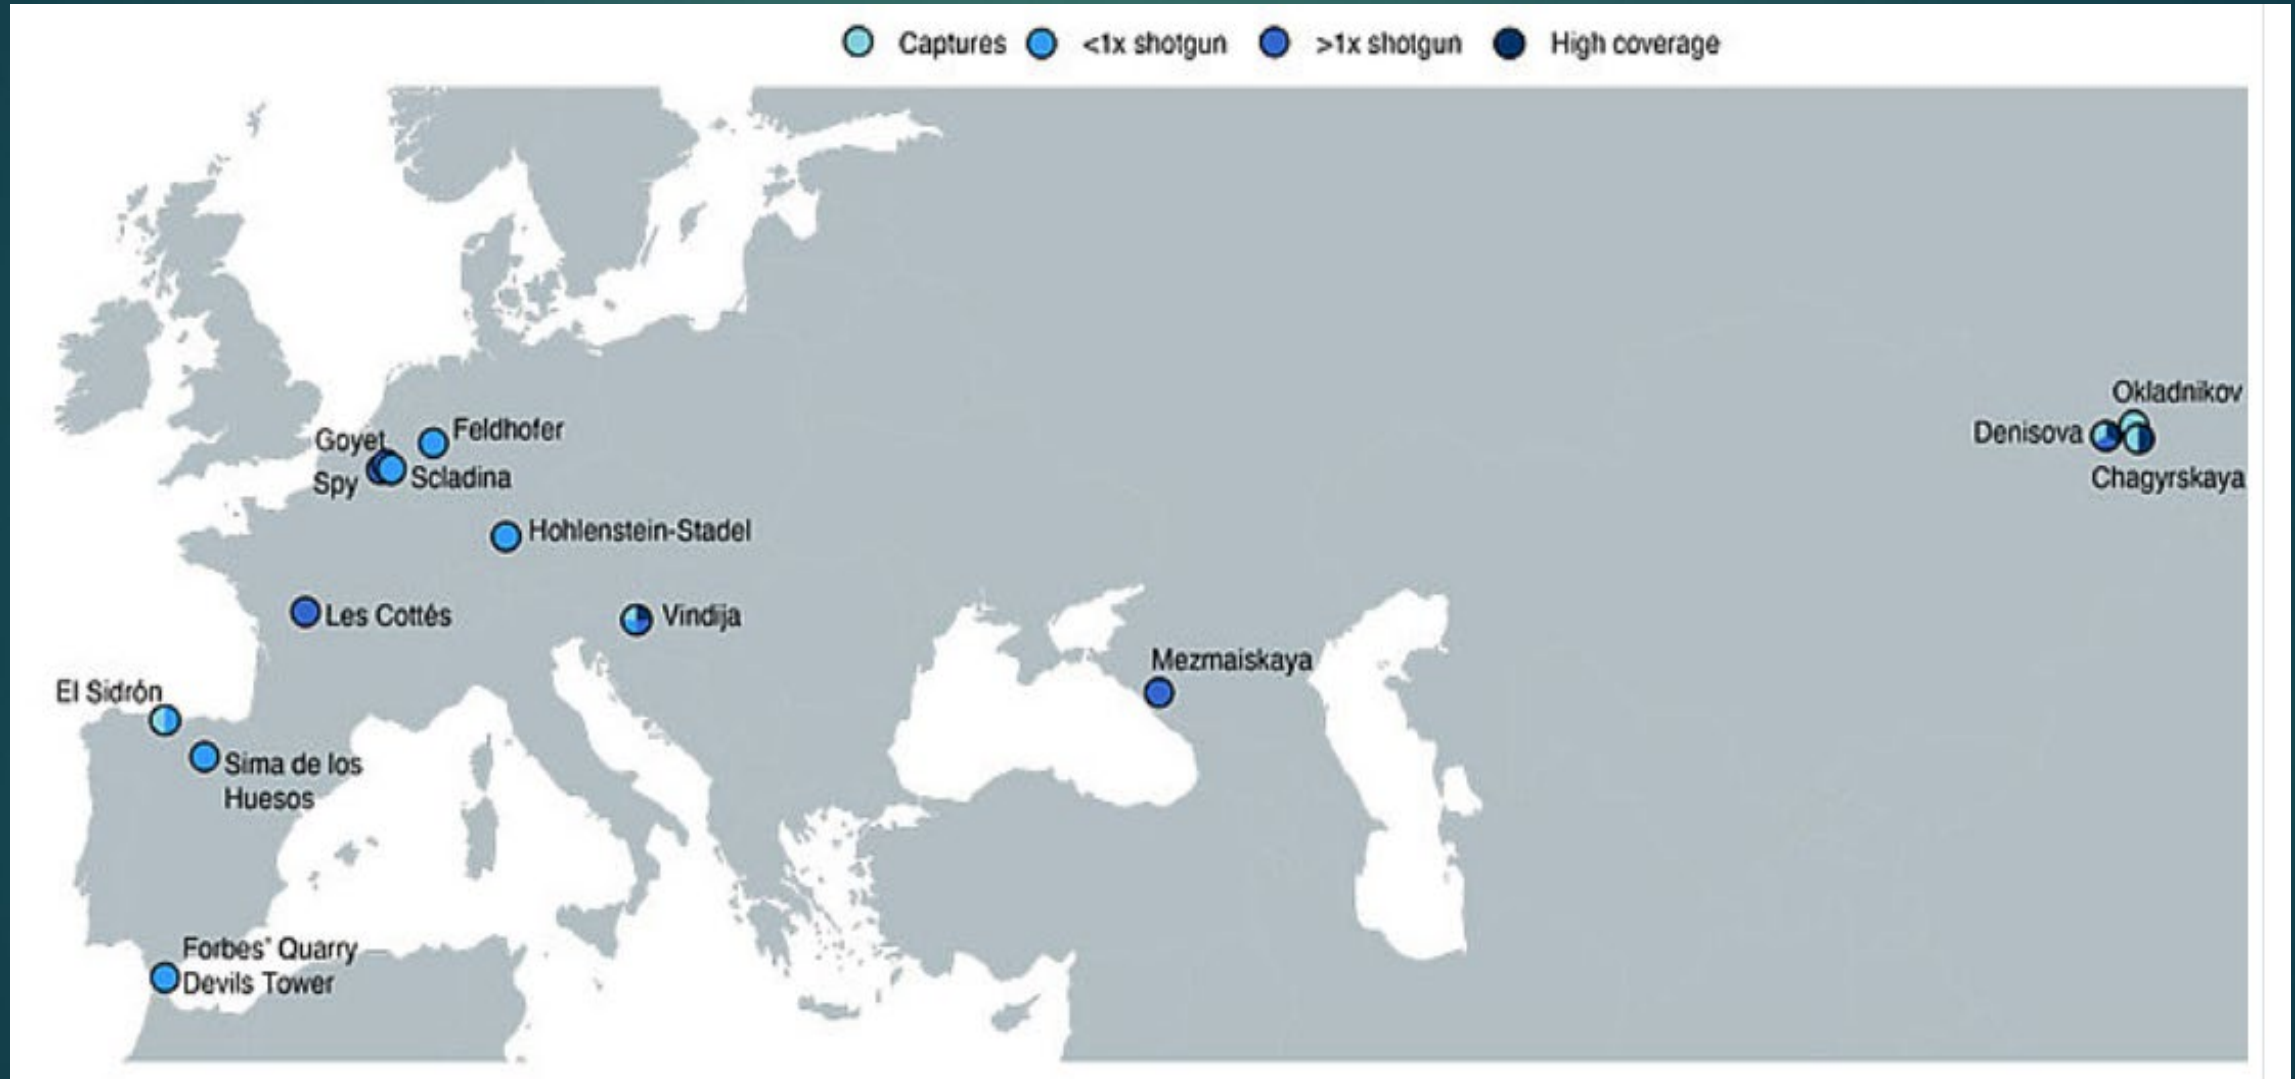 Captures <1x shotgun >1x shotgun High coverage
Okladnikov
Denisova
Chagyrskaya
Goyet
Feldhofer
Spy
Scladina
Hohlenstein-Stadel
Les Cottés
Vindija
Mezmaiskaya
El Sidrón
Sima de los
Huesos
Forbes' Quarry
Devils Tower